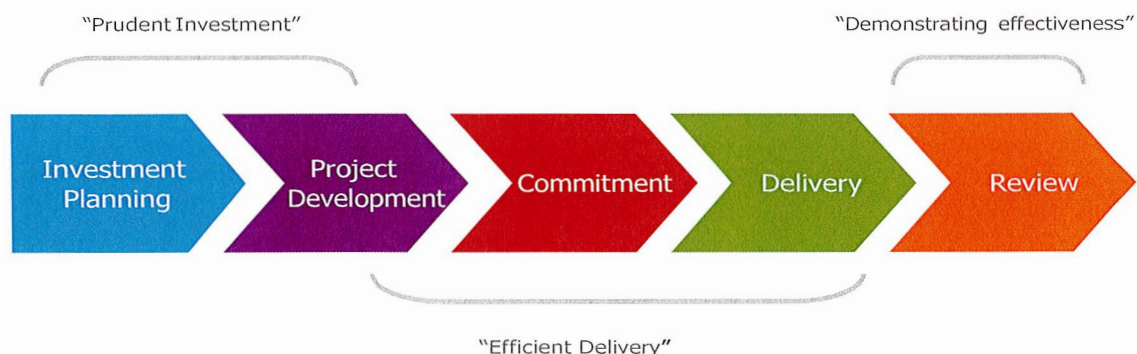 “Prudent Investment”
“Demonstrating effectiveness”
Investment
Planning
Project
Development
Commitment
Delivery
Review
“Efficient Delivery”